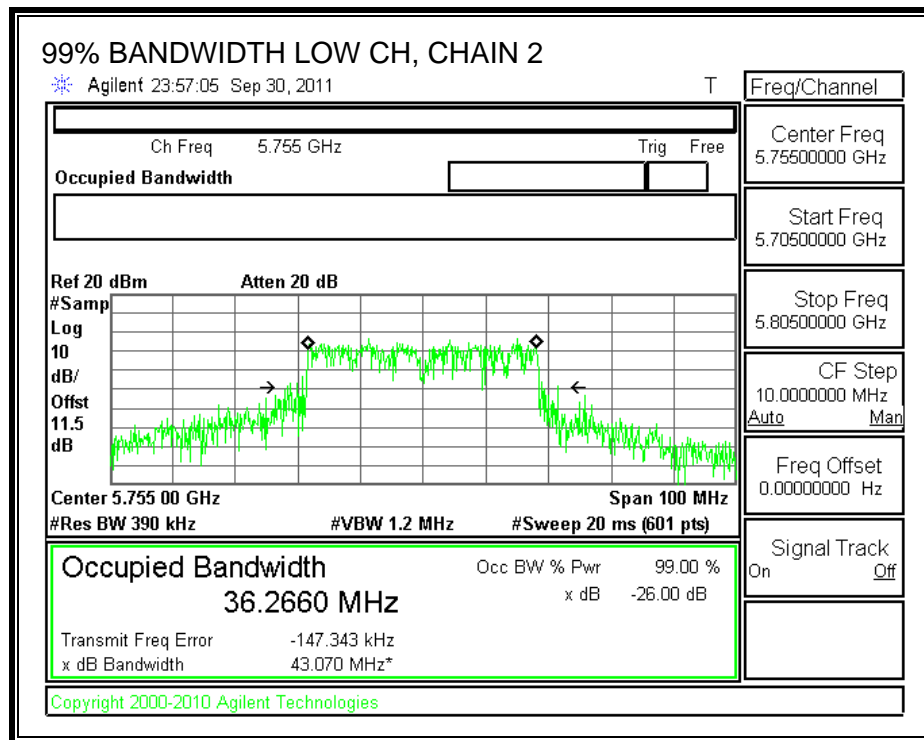 99% BANDWIDTH LOW CH, CHAIN 2
Agilent 23:57:05 Sep 30, 2011 T
Freq/Channel
Ch Freq 5.755 GHz Trig Free
Occupied Bandwidth
Center Freq
5.75500000 GHz
Start Freq
5.70500000 GHz
Stop Freq
5.80500000 GHz
CF Step
10.0000000 MHz
Auto Man
Freq Offset
0.00000000 Hz
Signal Track
On Off
Ref 20 dBm Atten 20 dB
#Samp
Log
10
dB/
Offst
11.5
dB
Center 5.755 00 GHz Span 100 MHz
#Res BW 390 kHz #VBW 1.2 MHz #Sweep 20 ms (601 pts)
Occupied Bandwidth Occ BW % Pwr 99.00 %
36.2660 MHz x dB -26.00 dB
Transmit Freq Error -147.343 kHz
x dB Bandwidth 43.070 MHz*
Copyright 2000-2010 Agilent Technologies